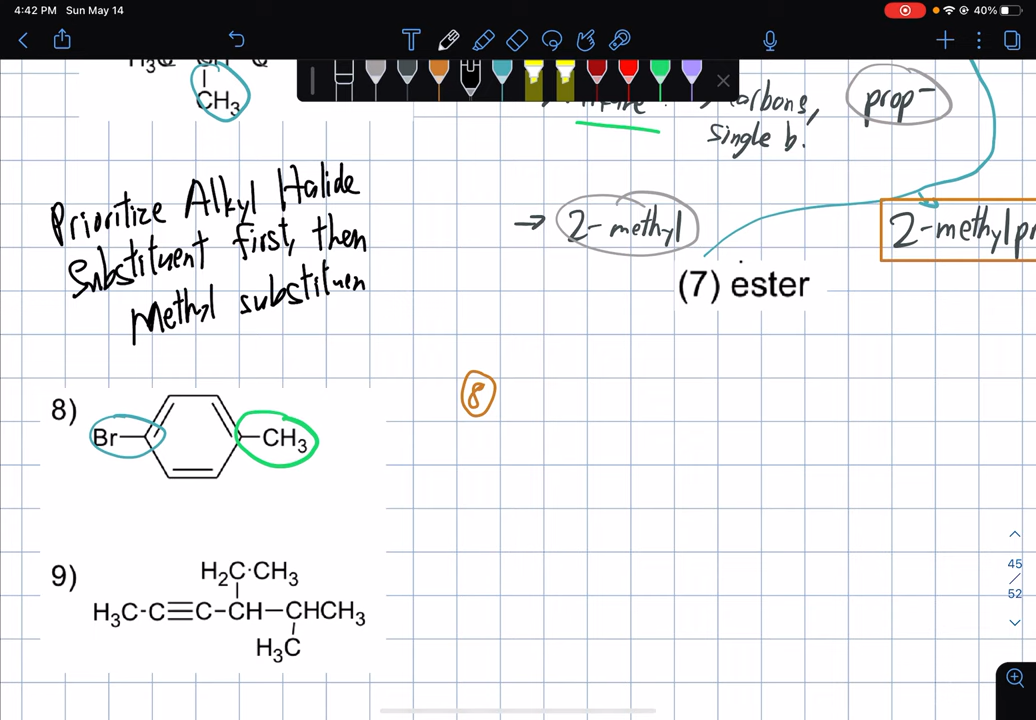 4:42 PM Sun May 14
40%
CH3
carbons,
single b.
prop-
Prioritize Alkyl Halide
Substituent first, then
Methyl substituen
→ 2-methyl
2-methylpr
(7) ester
8)
8
Br
CH3
9)
H2C·CH3
H3C·C≡C-CH-CHCH3
H3C
45
/
52